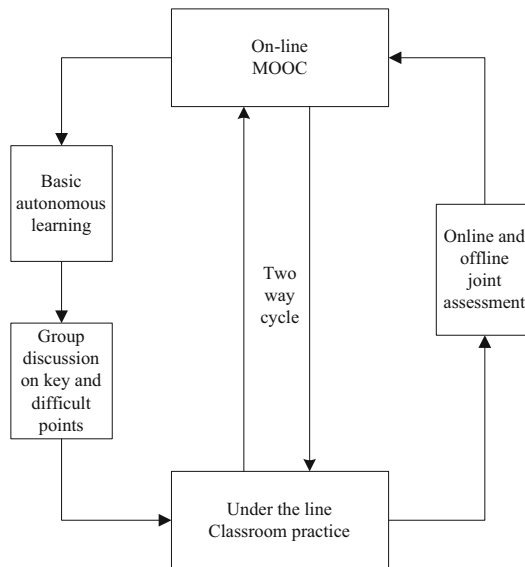 On-line
MOOC
Basic
autonomous
learning
Group
discussion
on key and
difficult
points
Two
way
cycle
Online and
offline
joint
assessment
Under the line
Classroom practice